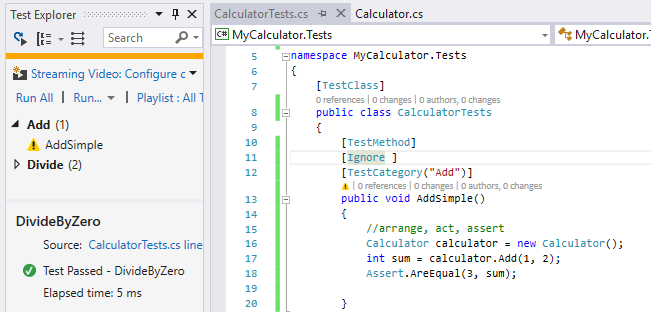 Test Explorer
Search
Streaming Video: Configure c
Run All | Run... | Playlist : All T
Add (1)
AddSimple
Divide (2)
DivideByZero
Source: CalculatorTests.cs line
Test Passed - DivideByZero
Elapsed time: 5 ms
CalculatorTests.cs Calculator.cs
C# MyCalculator.Tests MyCalculator.Tes
5 namespace MyCalculator.Tests
6 {
7 [TestClass]
0 references | 0 changes | 0 authors, 0 changes
8 public class CalculatorTests
9 {
10 [TestMethod]
11 [Ignore ]
12 [TestCategory("Add")]
| 0 references | 0 changes | 0 authors, 0 changes
13 public void AddSimple()
14 {
15 //arrange, act, assert
16 Calculator calculator = new Calculator();
17 int sum = calculator.Add(1, 2);
18 Assert.AreEqual(3, sum);
19
20 }